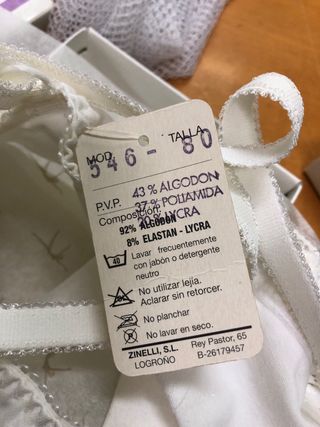 MOD. TALLA
546 - 80
P.V.P. 43 % ALGODON
37 % POLIAMIDA
Composición: 20 % LYCRA
92% ALGODÓN
8% ELASTAN - LYCRA
40 Lavar frecuentemente
con jabón o detergente
neutro
No utilizar lejía.
Aclarar sin retorcer.
No planchar
No lavar en seco.
ZINELLI, S.L. Rey Pastor, 65
LOGROÑO B-26179457